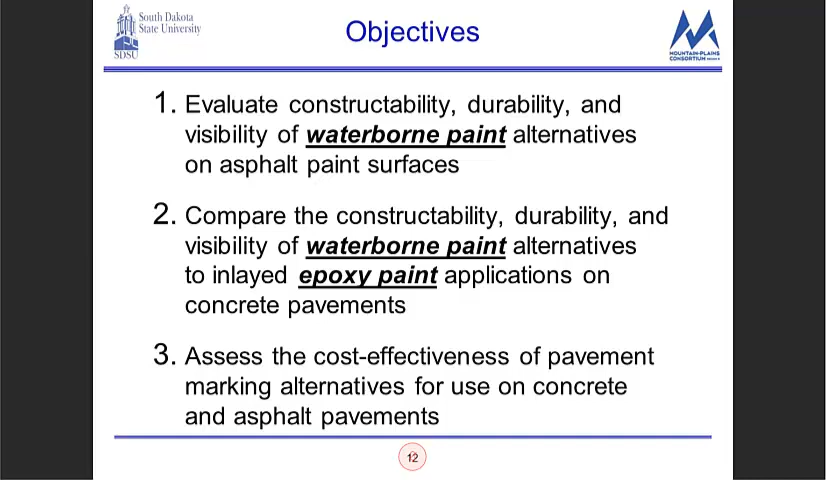 South Dakota
State University
SDSU
Objectives
MOUNTAIN-PLAINS
CONSORTIUM
1. Evaluate constructability, durability, and
visibility of waterborne paint alternatives
on asphalt paint surfaces
2. Compare the constructability, durability, and
visibility of waterborne paint alternatives
to inlayed epoxy paint applications on
concrete pavements
3. Assess the cost-effectiveness of pavement
marking alternatives for use on concrete
and asphalt pavements
12